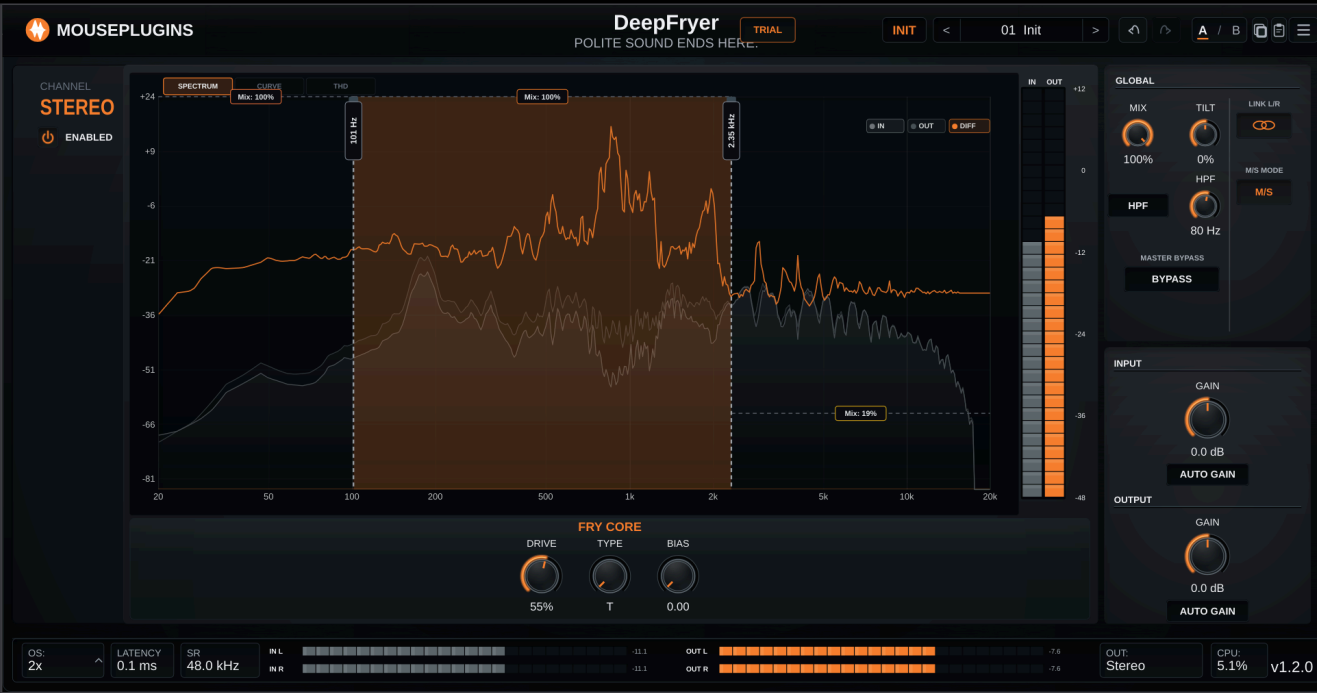 MOUSEPLUGINS
DeepFryer
POLITE SOUND ENDS HERE.
TRIAL
INIT
< 01 Init >
A / B
CHANNEL
STEREO
ENABLED
SPECTRUM
CURVE
THD
Mix: 100%
Mix: 100%
101 Hz
2.35 kHz
IN
OUT
DIFF
Mix: 19%
+24
+9
-6
-21
-36
-51
-66
-81
20 50 100 200 500 1k 2k 5k 10k 20k
IN OUT
+12
0
-12
-24
-36
-48
FRY CORE
DRIVE TYPE BIAS
55% T 0.00
GLOBAL
MIX TILT
100% 0%
HPF
HPF
80 Hz
LINK L/R
M/S MODE
M/S
MASTER BYPASS
BYPASS
INPUT
GAIN
0.0 dB
AUTO GAIN
OUTPUT
GAIN
0.0 dB
AUTO GAIN
OS:
2x
LATENCY
0.1 ms
SR
48.0 kHz
IN L -11.1
IN R -11.1
OUT L -7.6
OUT R -7.6
OUT:
Stereo
CPU:
5.1%
v1.2.0